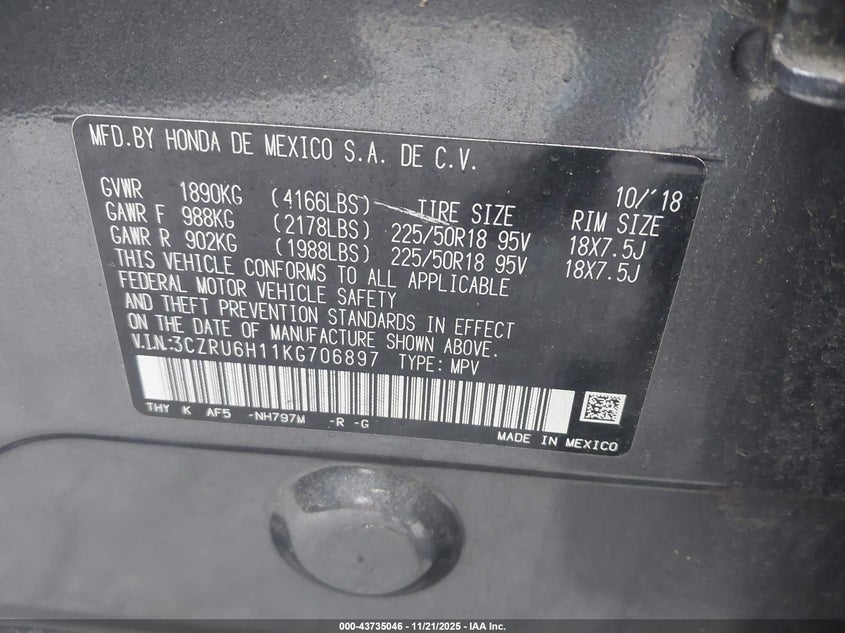 MFD.BY HONDA DE MEXICO S.A. DE C.V.
10/'18
GVWR 1890KG (4166LBS) TIRE SIZE RIM SIZE
GAWR F 988KG (2178LBS) 225/50R18 95V 18X7.5J
GAWR R 902KG (1988LBS) 225/50R18 95V 18X7.5J
THIS VEHICLE CONFORMS TO ALL APPLICABLE
FEDERAL MOTOR VEHICLE SAFETY
AND THEFT PREVENTION STANDARDS IN EFFECT
ON THE DATE OF MANUFACTURE SHOWN ABOVE.
V.I.N:3CZRU6H11KG706897 TYPE: MPV
THY K AF5 -NH797M -R -G
MADE IN MEXICO
000-43735046 - 11/21/2025 - IAA Inc.